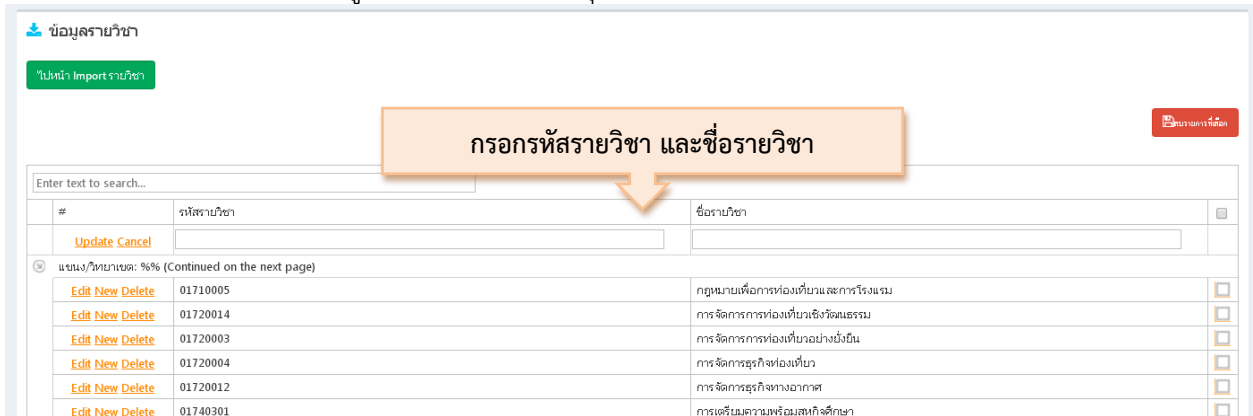 ข้อมูลรายวิชา
ไปหน้า Import รายวิชา
กรอกรหัสรายวิชา และชื่อรายวิชา
ลบรายการที่เลือก
Enter text to search...
# รหัสรายวิชา ชื่อรายวิชา
Update Cancel
แขนง/วิทยาเขต: %% (Continued on the next page)
Edit New Delete 01710005 กฎหมายเพื่อการท่องเที่ยวและการโรงแรม
Edit New Delete 01720014 การจัดการการท่องเที่ยวเชิงวัฒนธรรม
Edit New Delete 01720003 การจัดการการท่องเที่ยวอย่างยั่งยืน
Edit New Delete 01720004 การจัดการธุรกิจท่องเที่ยว
Edit New Delete 01720012 การจัดการธุรกิจทางอากาศ
Edit New Delete 01740301 การเตรียมความพร้อมสหกิจศึกษา